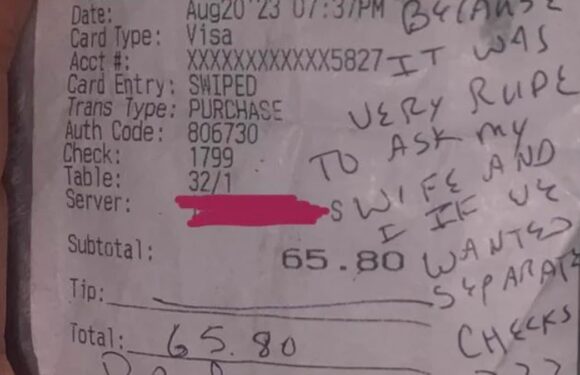 Date: Aug20'23 07:37PM
Card Type: Visa
Acct #: XXXXXXXXXXXX5827
Card Entry: SWIPED
Trans Type: PURCHASE
Auth Code: 806730
Check: 1799
Table: 32/1
Server: S
Subtotal: 65.80
Tip:
Total: 65.80
BECAUSE
IT WAS
VERY RUDE
TO ASK MY
WIFE AND
I IF WE
WANTED
SEPARATE
CHECKS
???